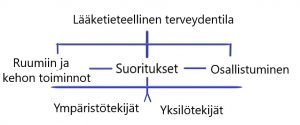 Lääketieteellinen terveydentila
Ruumiin ja
kehon toiminnot
Suoritukset
Osallistuminen
Ympäristötekijät
Yksilötekijät